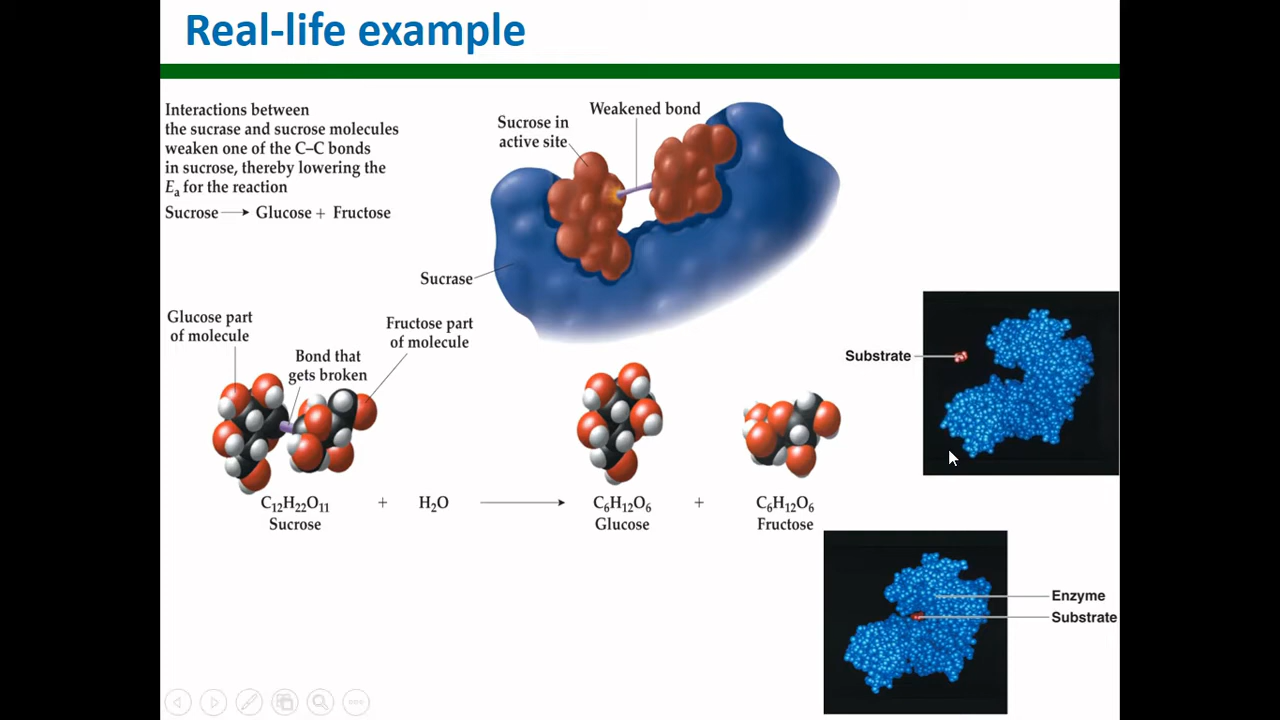 Real-life example
Interactions between
the sucrase and sucrose molecules
weaken one of the C–C bonds
in sucrose, thereby lowering the
Eₐ for the reaction
Sucrose → Glucose + Fructose
Weakened bond
Sucrose in
active site
Sucrase
Glucose part
of molecule
Bond that
gets broken
Fructose part
of molecule
C₁₂H₂₂O₁₁ + H₂O → C₆H₁₂O₆ + C₆H₁₂O₆
Sucrose Glucose Fructose
Substrate
Enzyme
Substrate